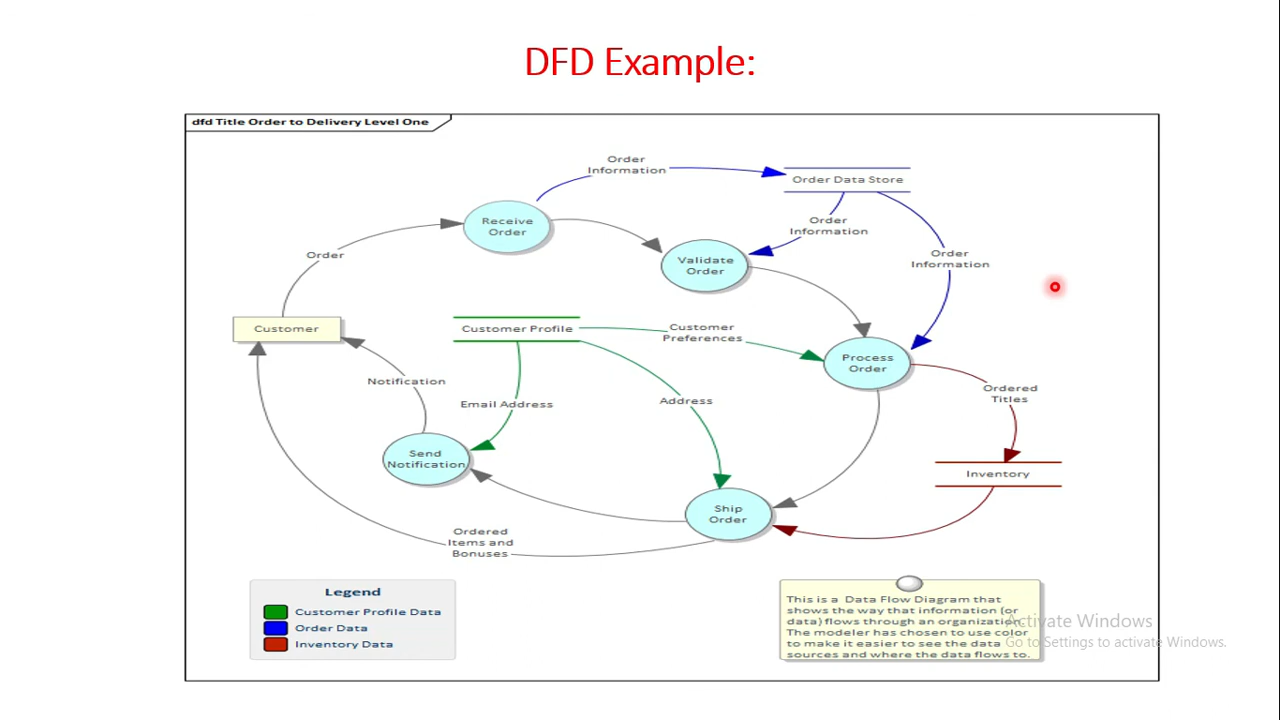 DFD Example:
dfd Title Order to Delivery Level One
Order
Information
Order Data Store
Receive
Order
Order
Information
Order
Validate
Order
Order
Information
Customer
Customer Profile
Customer
Preferences
Process
Order
Notification
Email Address
Address
Ordered
Titles
Send
Notification
Inventory
Ship
Order
Ordered
Items and
Bonuses
Legend
Customer Profile Data
Order Data
Inventory Data
This is a Data Flow Diagram that
shows the way that information (or
data) flows through an organization.
The modeler has chosen to use color
to make it easier to see the data
sources and where the data flows to.
Activate Windows
Go to Settings to activate Windows.